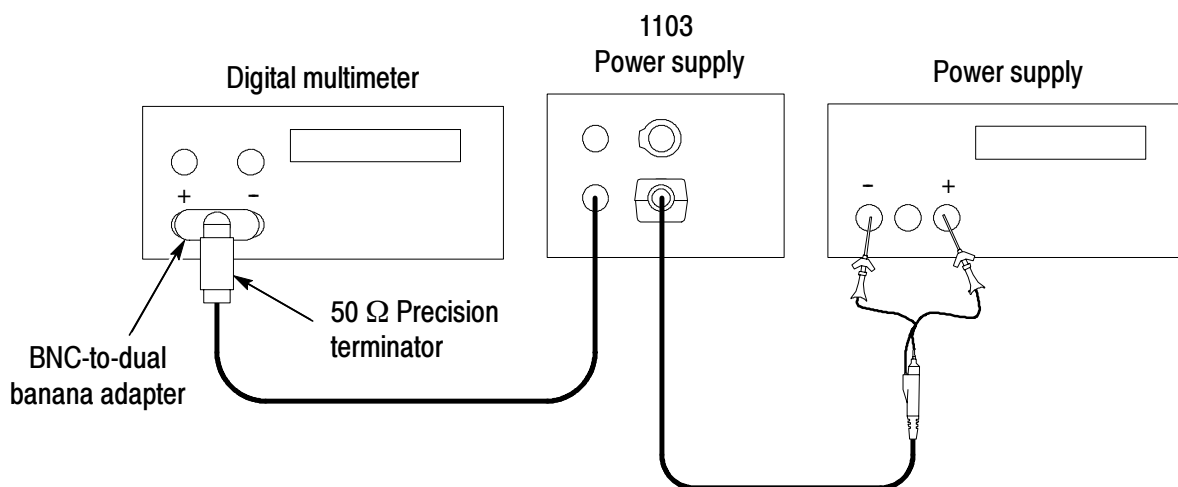 1103
Power supply
Digital multimeter
Power supply
+ -
- +
50 Ω Precision
terminator
BNC-to-dual
banana adapter